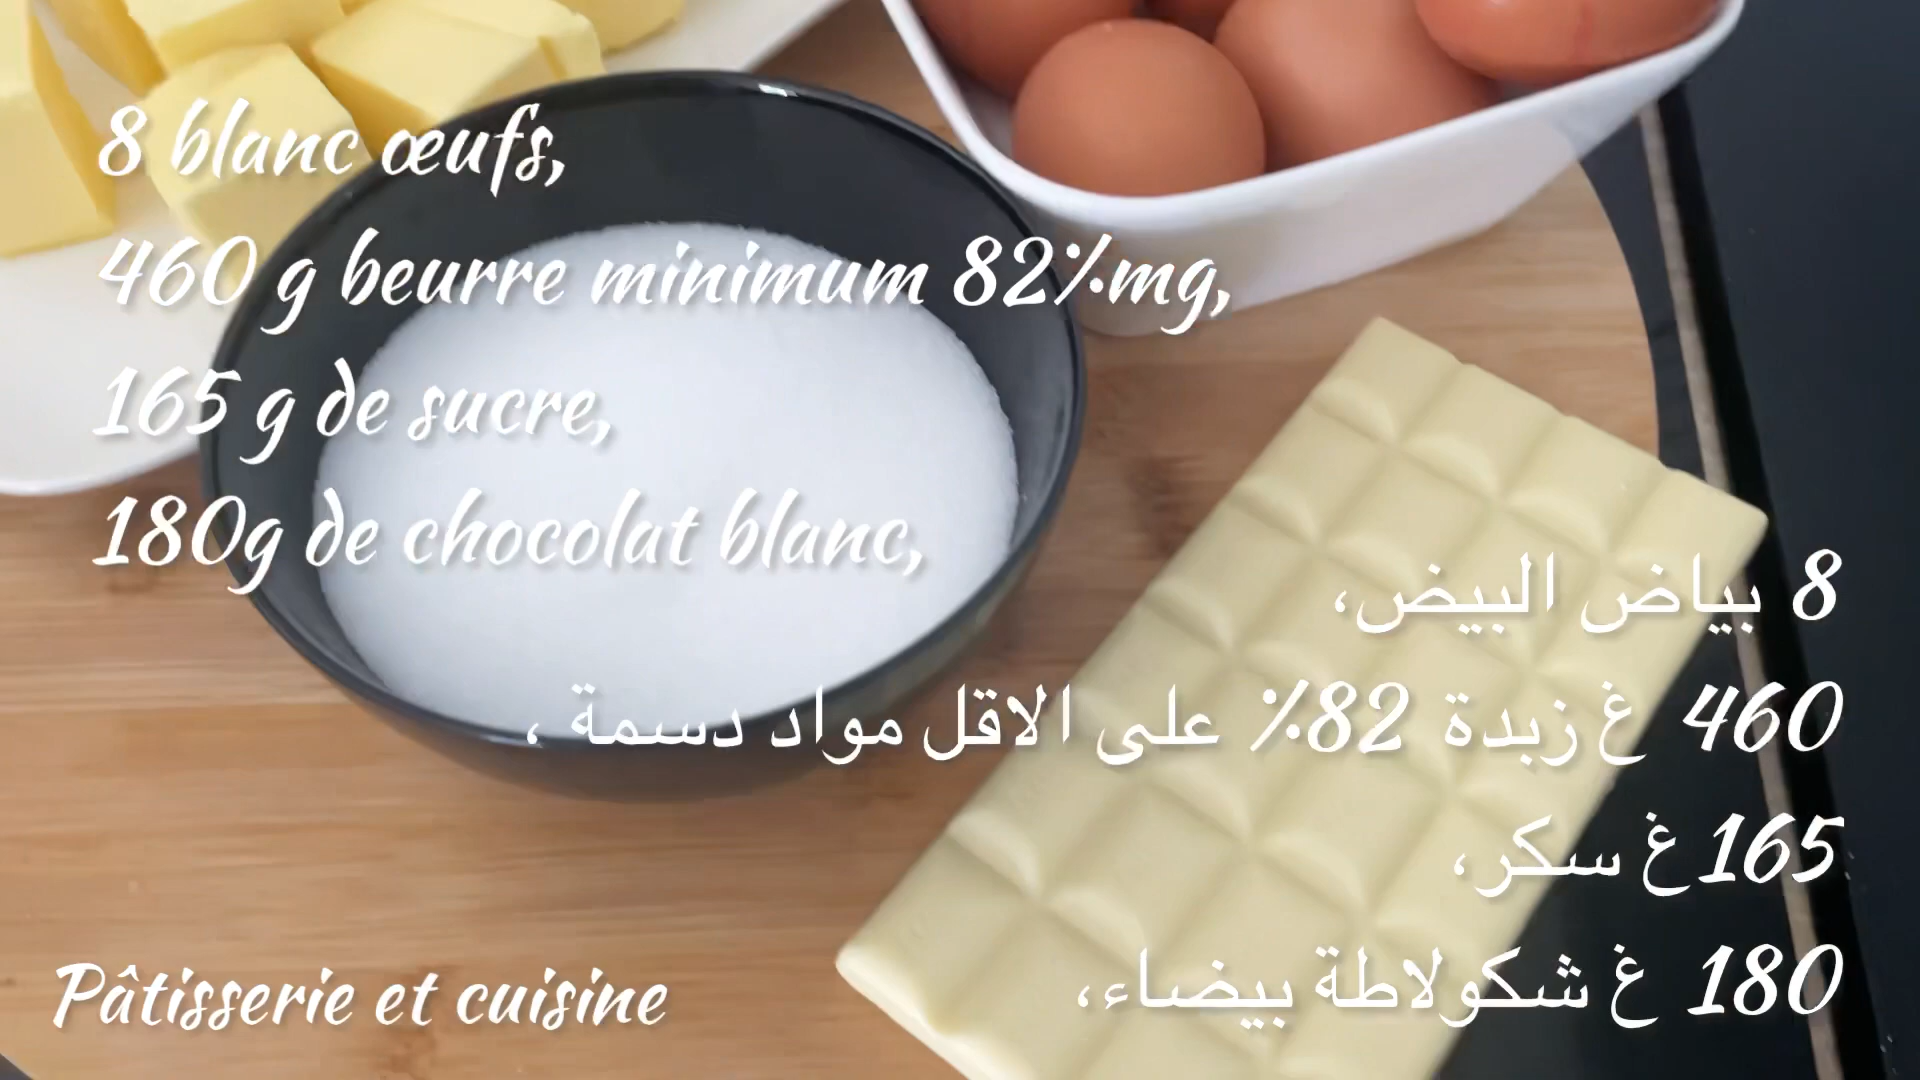 8 blanc œufs,
460 g beurre minimum 82%mg,
165 g de sucre,
180g de chocolat blanc,
8 بياض البيض،
460 غ زبدة 82% على الاقل مواد دسمة ،
165غ سكر،
180 غ شكولاطة بيضاء،
Pâtisserie et cuisine